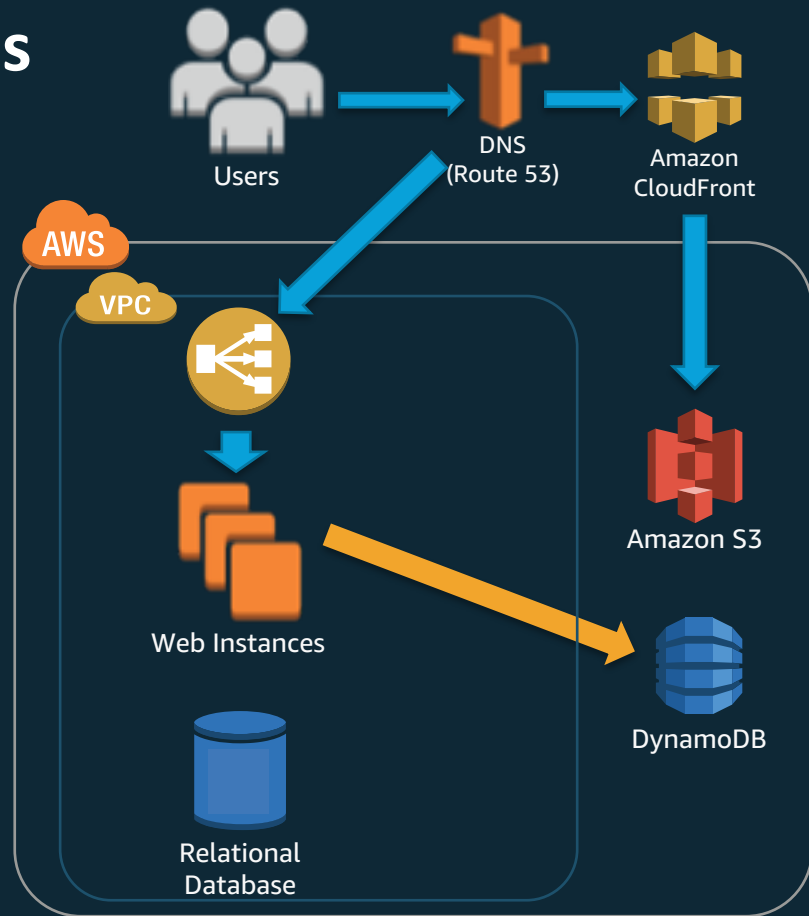 s
Users
DNS
(Route 53)
Amazon
CloudFront
AWS
VPC
Amazon S3
Web Instances
DynamoDB
Relational
Database